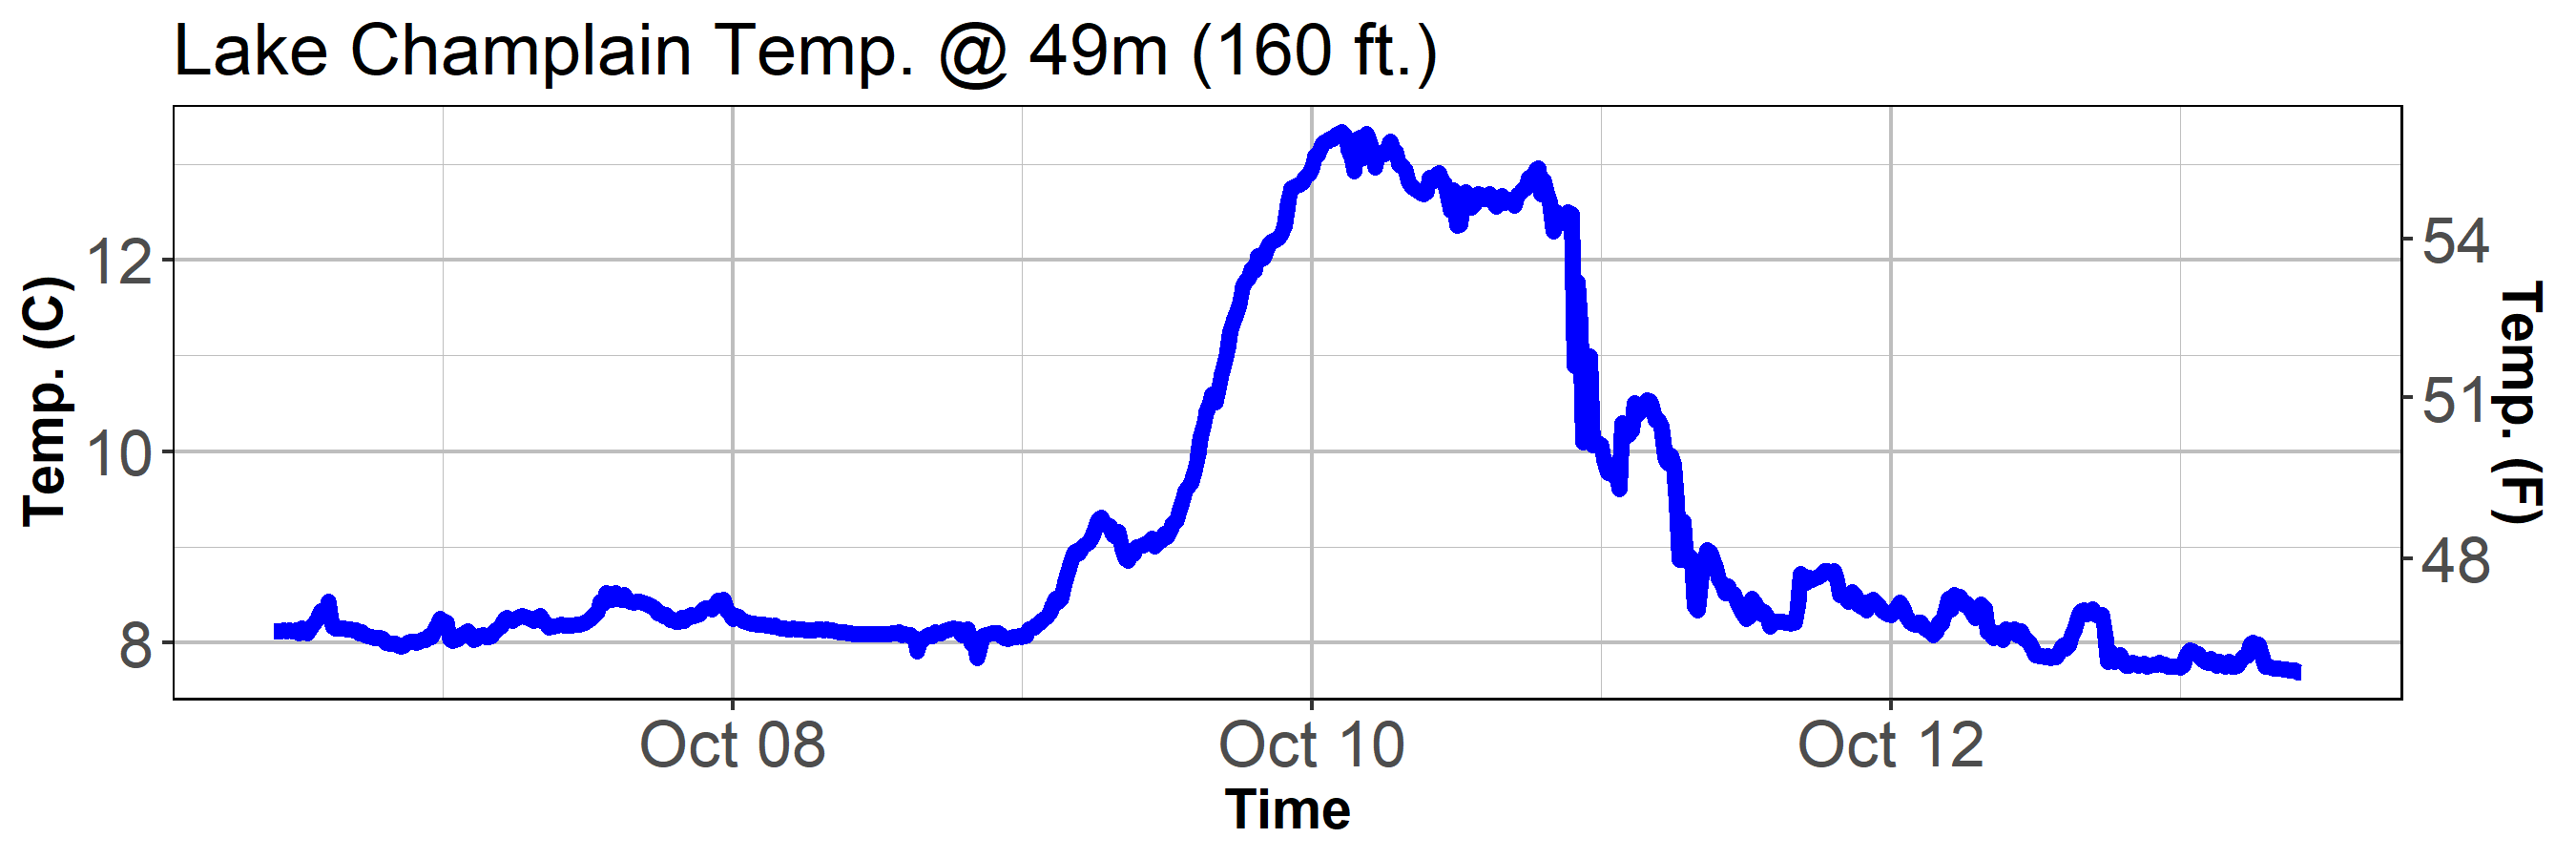 Lake Champlain Temp. @ 49m (160 ft.)
Temp. (C)
12
10
8
54
51
48
Temp. (F)
Oct 08 Oct 10 Oct 12
Time